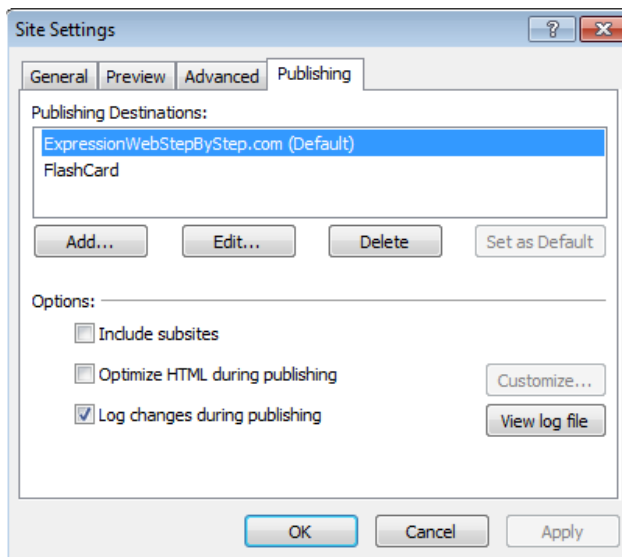 Site Settings
?
General Preview Advanced Publishing
Publishing Destinations:
ExpressionWebStepByStep.com (Default)
FlashCard
Add... Edit... Delete Set as Default
Options:
Include subsites
Optimize HTML during publishing
Customize...
Log changes during publishing
View log file
OK Cancel Apply